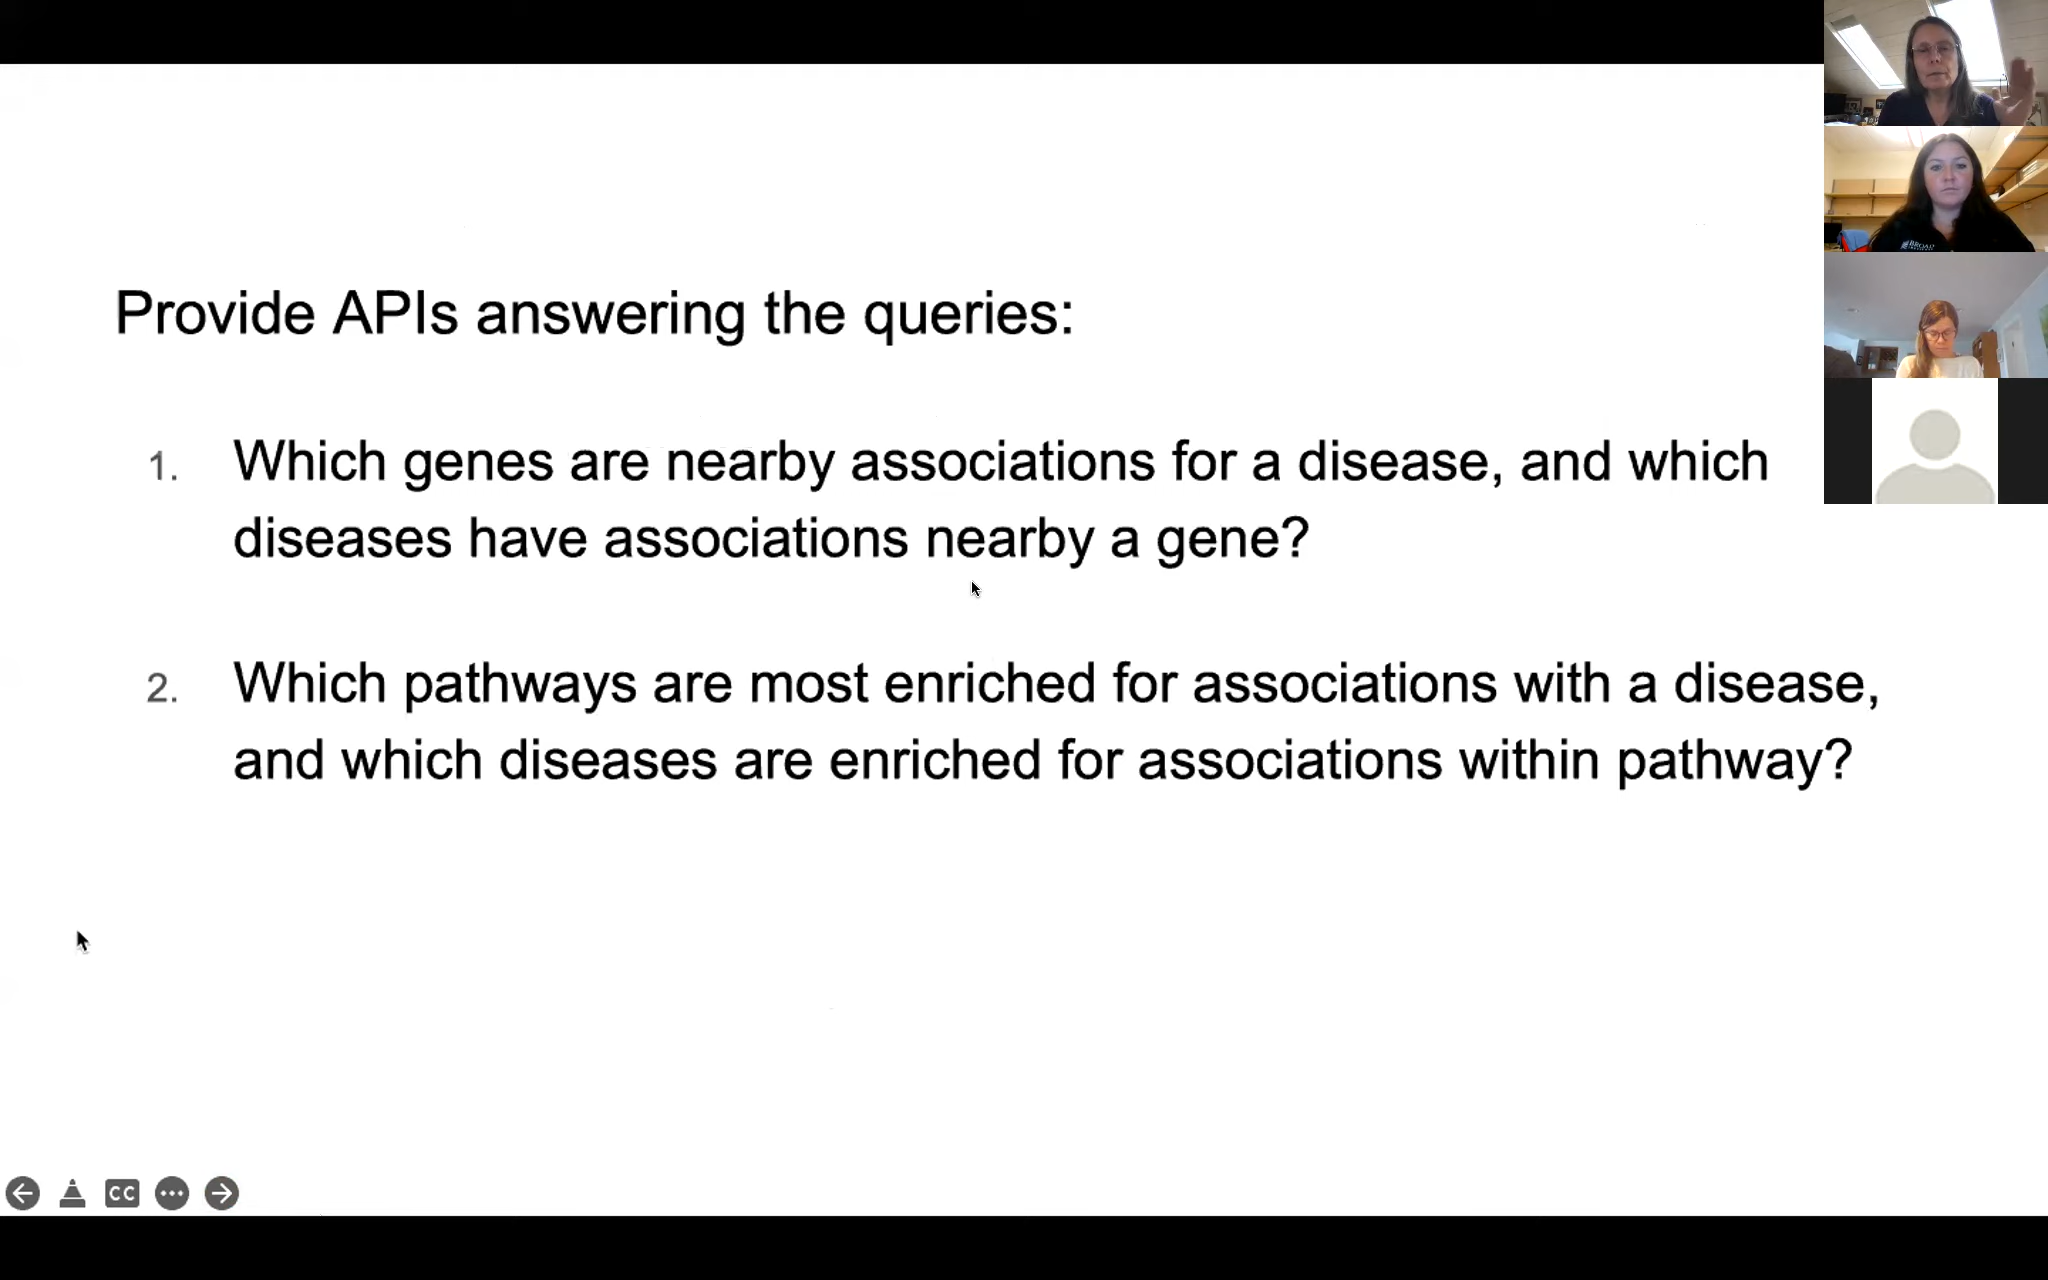 Provide APIs answering the queries:
1. Which genes are nearby associations for a disease, and which
diseases have associations nearby a gene?
2. Which pathways are most enriched for associations with a disease,
and which diseases are enriched for associations within pathway?
BROAD
CC